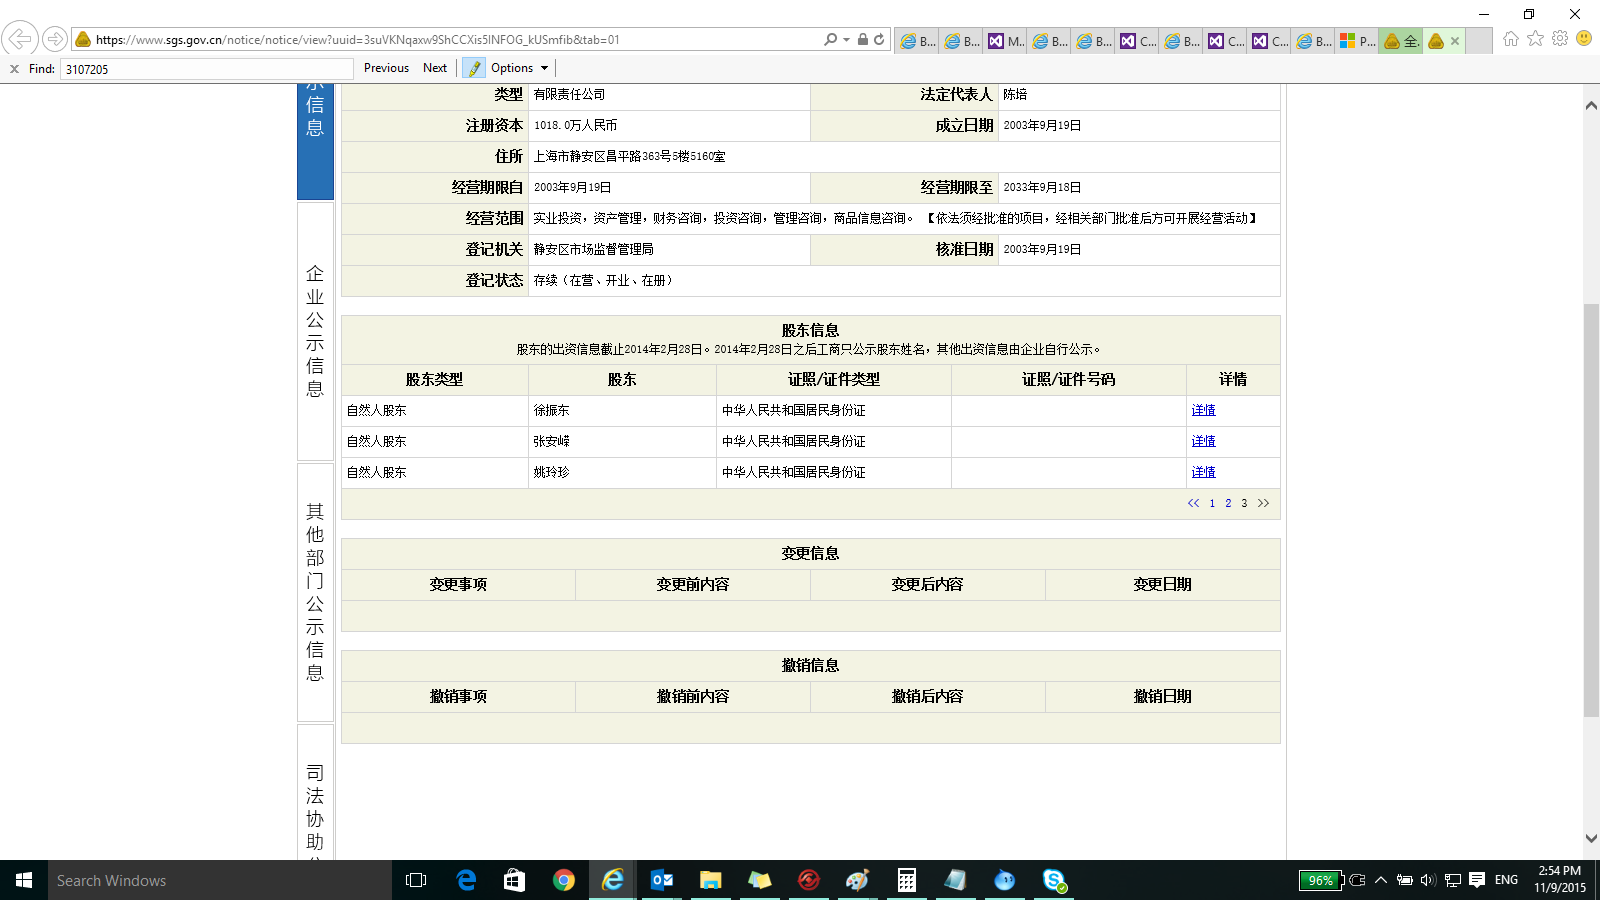 https://www.sgs.gov.cn/notice/notice/view?uuid=3suVKNqaxw9ShCCXis5lNFOG_kUSmfib&tab=01
B... B... M... B... B... C... B... C... C... B... P... 全.
Find: 3107205 Previous Next Options
示信息
类型 有限责任公司 法定代表人 陈培
注册资本 1018.0万人民币 成立日期 2003年9月19日
住所 上海市静安区昌平路363号5楼5160室
经营期限自 2003年9月19日 经营期限至 2033年9月18日
经营范围 实业投资，资产管理，财务咨询，投资咨询，管理咨询，商品信息咨询。 【依法须经批准的项目，经相关部门批准后方可开展经营活动】
登记机关 静安区市场监督管理局 核准日期 2003年9月19日
登记状态 存续（在营、开业、在册）
企业公示信息
股东信息
股东的出资信息截止2014年2月28日。2014年2月28日之后工商只公示股东姓名，其他出资信息由企业自行公示。
股东类型 股东 证照/证件类型 证照/证件号码 详情
自然人股东 徐振东 中华人民共和国居民身份证 详情
自然人股东 张安嵘 中华人民共和国居民身份证 详情
自然人股东 姚玲珍 中华人民共和国居民身份证 详情
<< 1 2 3 >>
其他部门公示信息
变更信息
变更事项 变更前内容 变更后内容 变更日期
撤销信息
撤销事项 撤销前内容 撤销后内容 撤销日期
司法协助
Search Windows
96% ENG
2:54 PM
11/9/2015